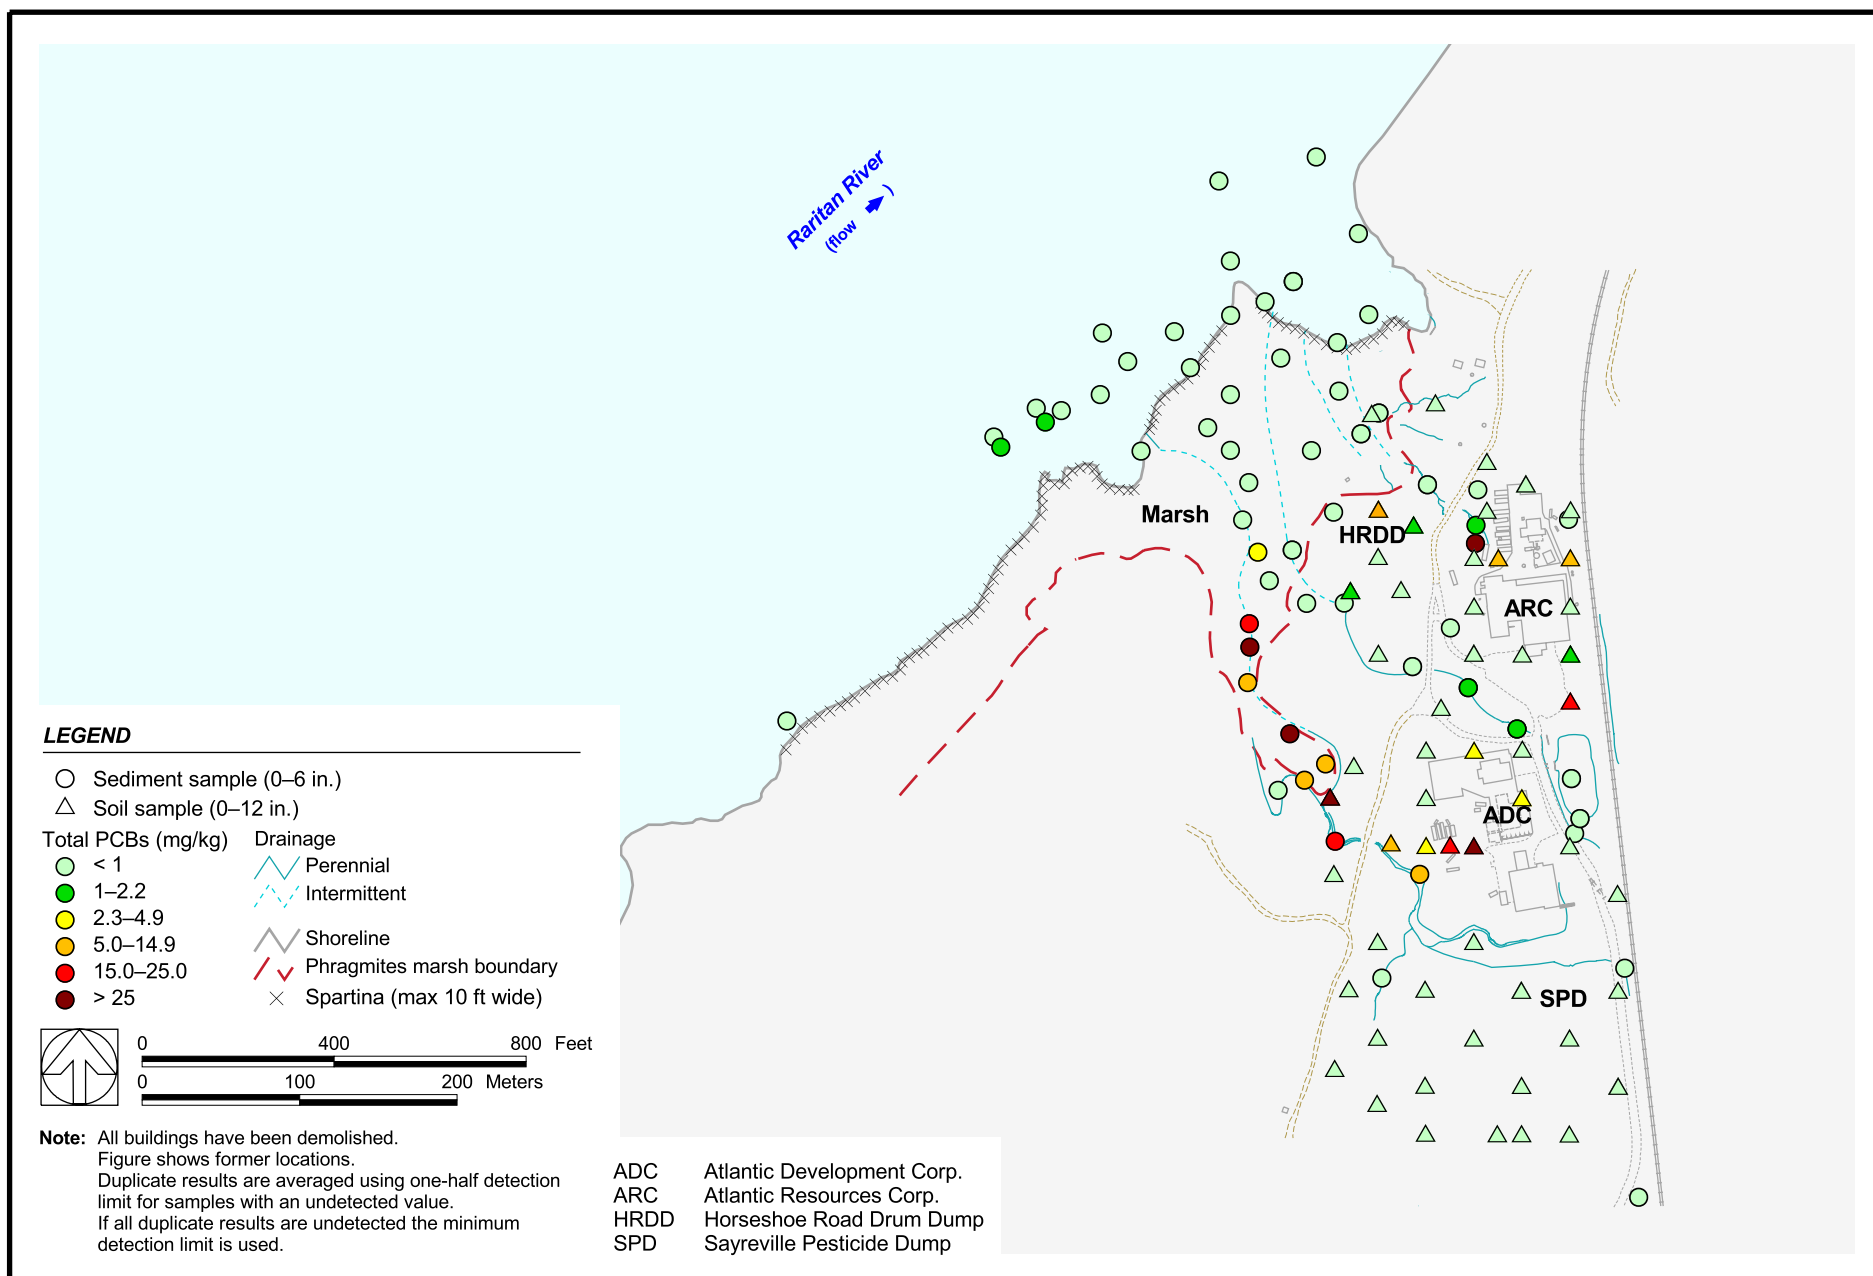 Raritan River
(flow )
Marsh
HRDD
ARC
ADC
SPD
LEGEND
Sediment sample (0–6 in.)
Soil sample (0–12 in.)
Total PCBs (mg/kg)
< 1
1–2.2
2.3–4.9
5.0–14.9
15.0–25.0
> 25
Drainage
Perennial
Intermittent
Shoreline
Phragmites marsh boundary
Spartina (max 10 ft wide)
0 400 800 Feet
0 100 200 Meters
Note: All buildings have been demolished.
Figure shows former locations.
Duplicate results are averaged using one-half detection
limit for samples with an undetected value.
If all duplicate results are undetected the minimum
detection limit is used.
ADC Atlantic Development Corp.
ARC Atlantic Resources Corp.
HRDD Horseshoe Road Drum Dump
SPD Sayreville Pesticide Dump